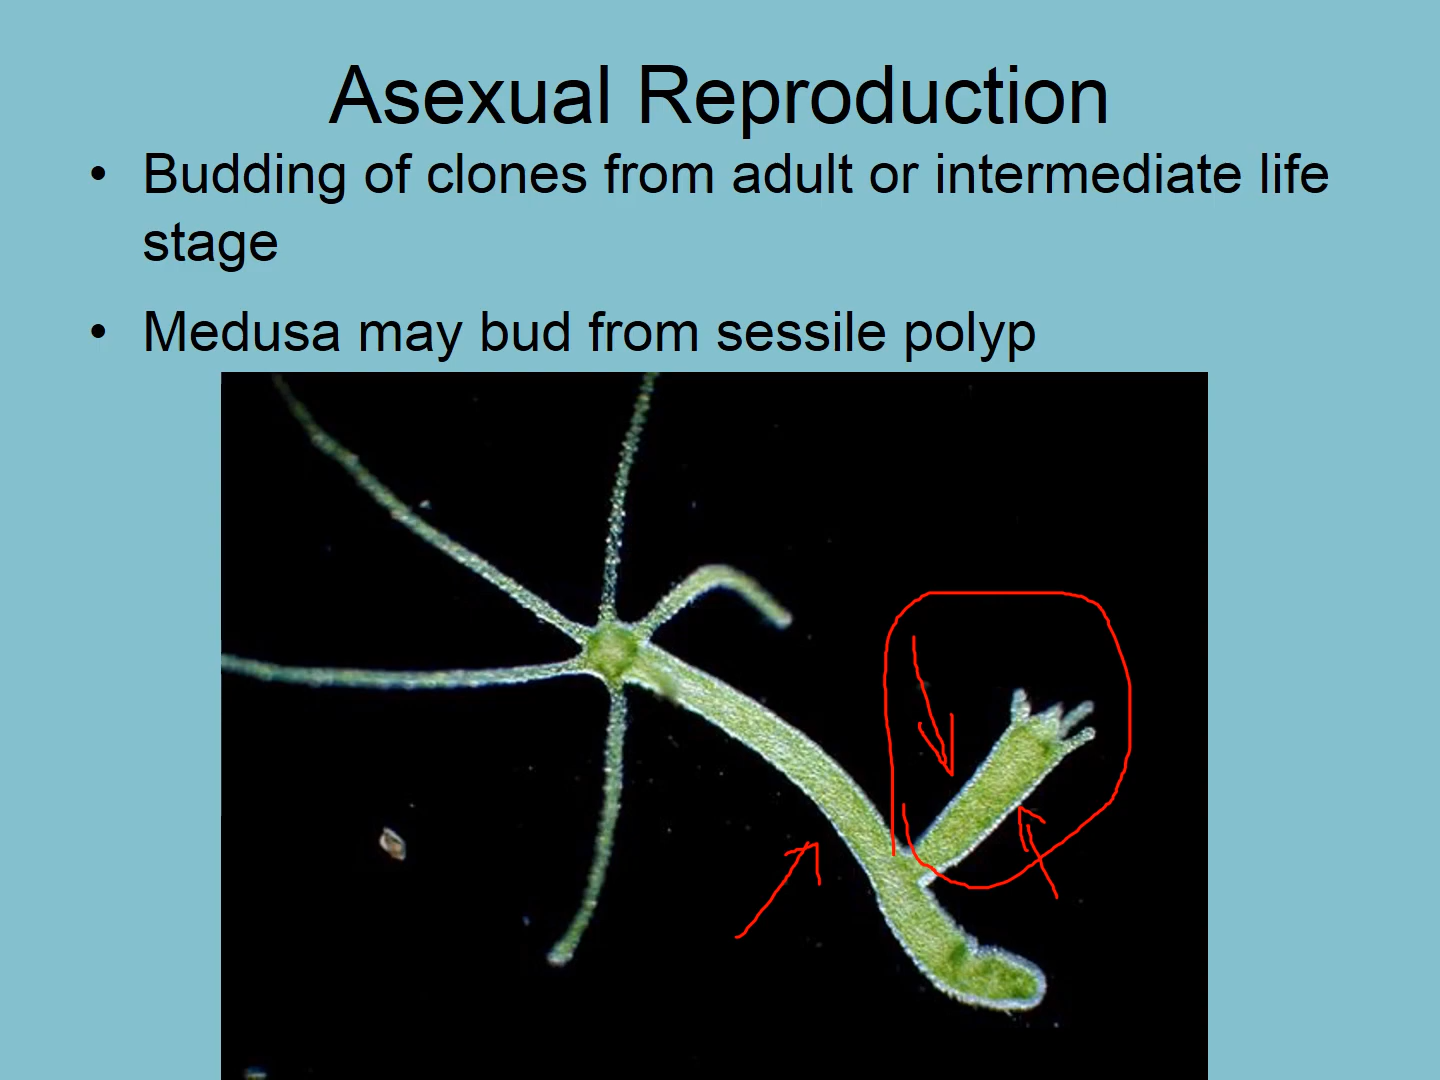 Asexual Reproduction
• Budding of clones from adult or intermediate life
stage
• Medusa may bud from sessile polyp